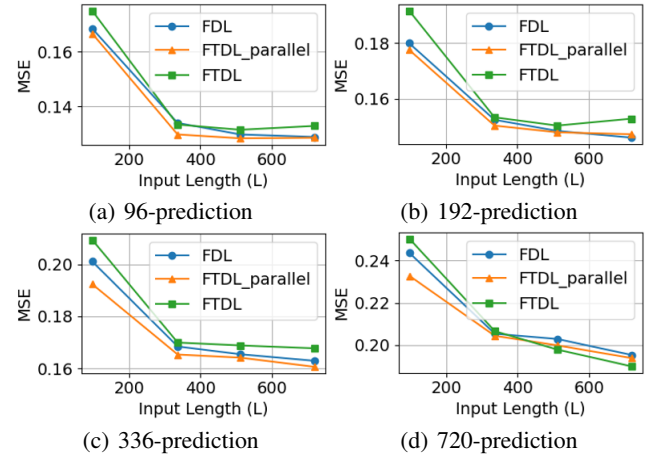 MSE
0.16
0.14
FDL
FTDL_parallel
FTDL
200 400 600
Input Length (L)
(a) 96-prediction
MSE
0.18
0.16
FDL
FTDL_parallel
FTDL
200 400 600
Input Length (L)
(b) 192-prediction
MSE
0.20
0.18
0.16
FDL
FTDL_parallel
FTDL
200 400 600
Input Length (L)
(c) 336-prediction
MSE
0.24
0.22
0.20
FDL
FTDL_parallel
FTDL
200 400 600
Input Length (L)
(d) 720-prediction